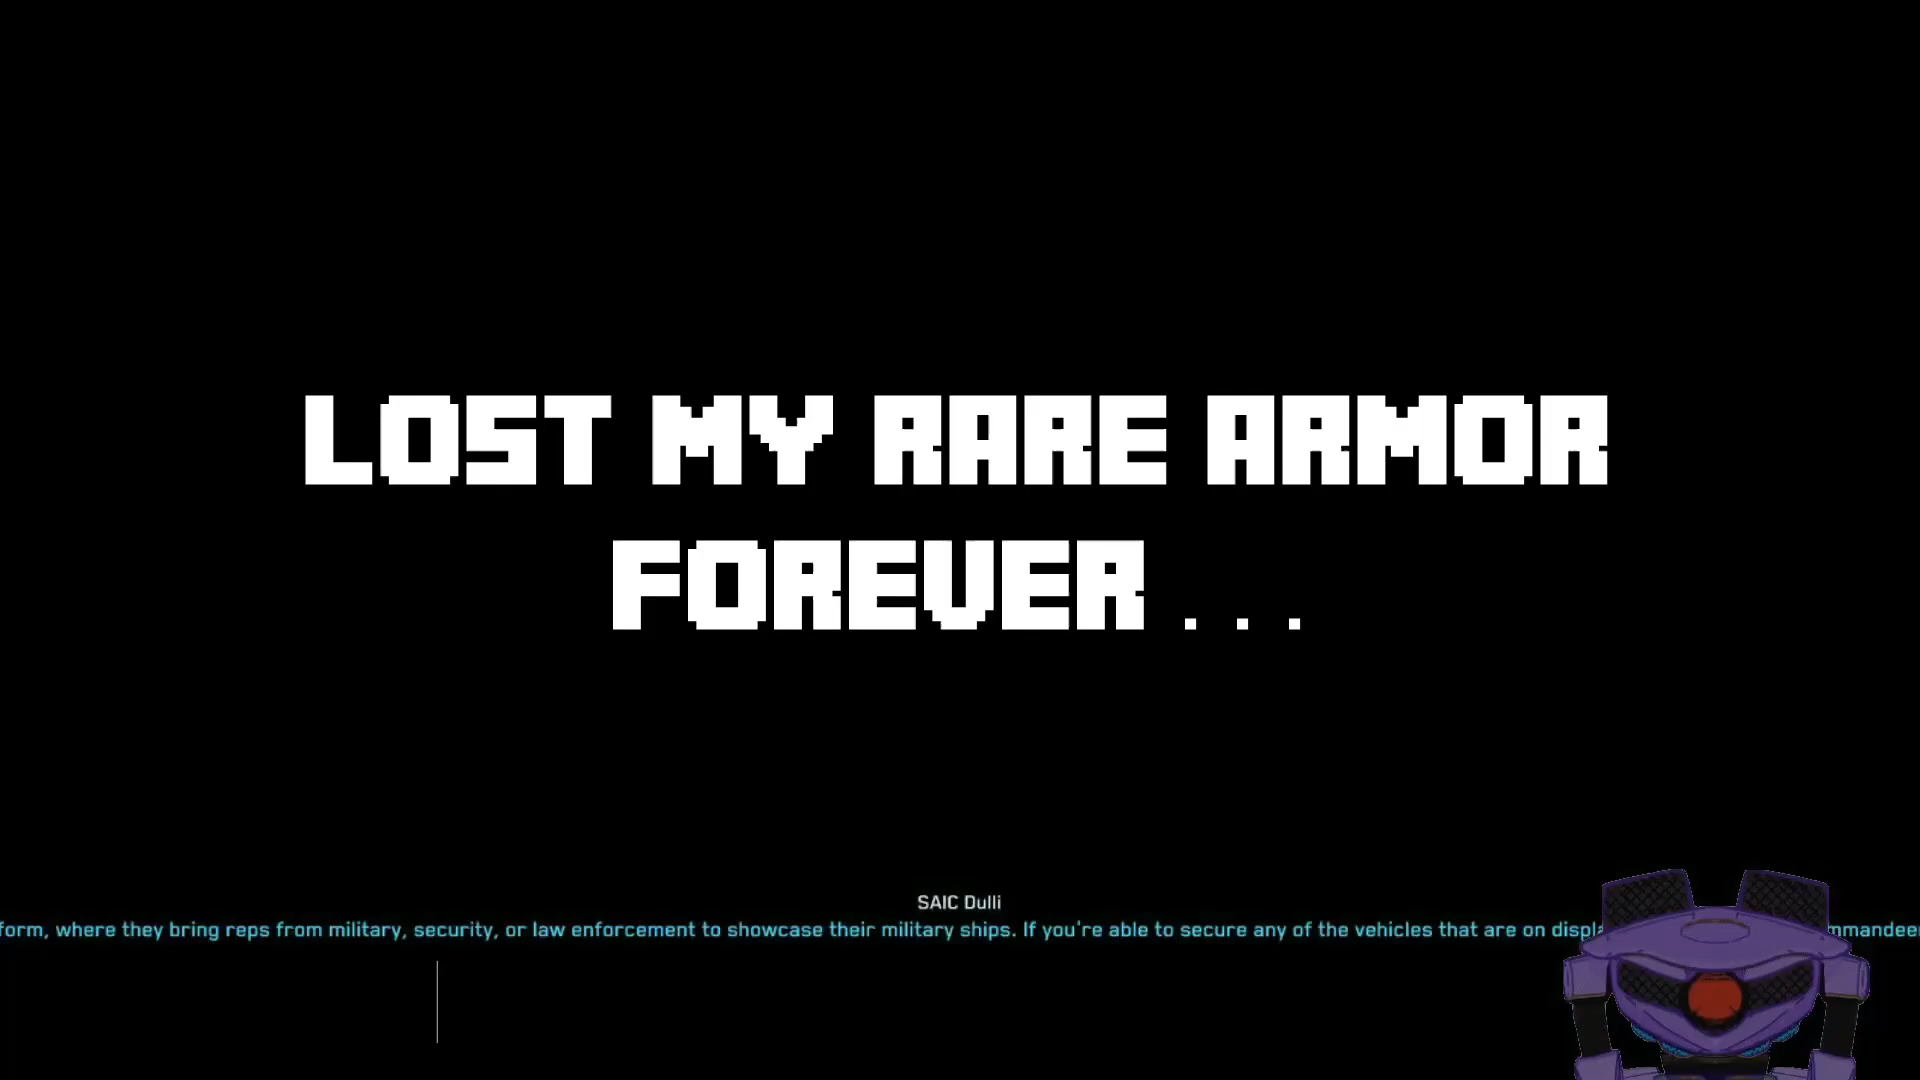 LOST MY RARE ARMOR
FOREVER...
SAIC Dulli
form, where they bring reps from military, security, or law enforcement to showcase their military ships. If you're able to secure any of the vehicles that are on